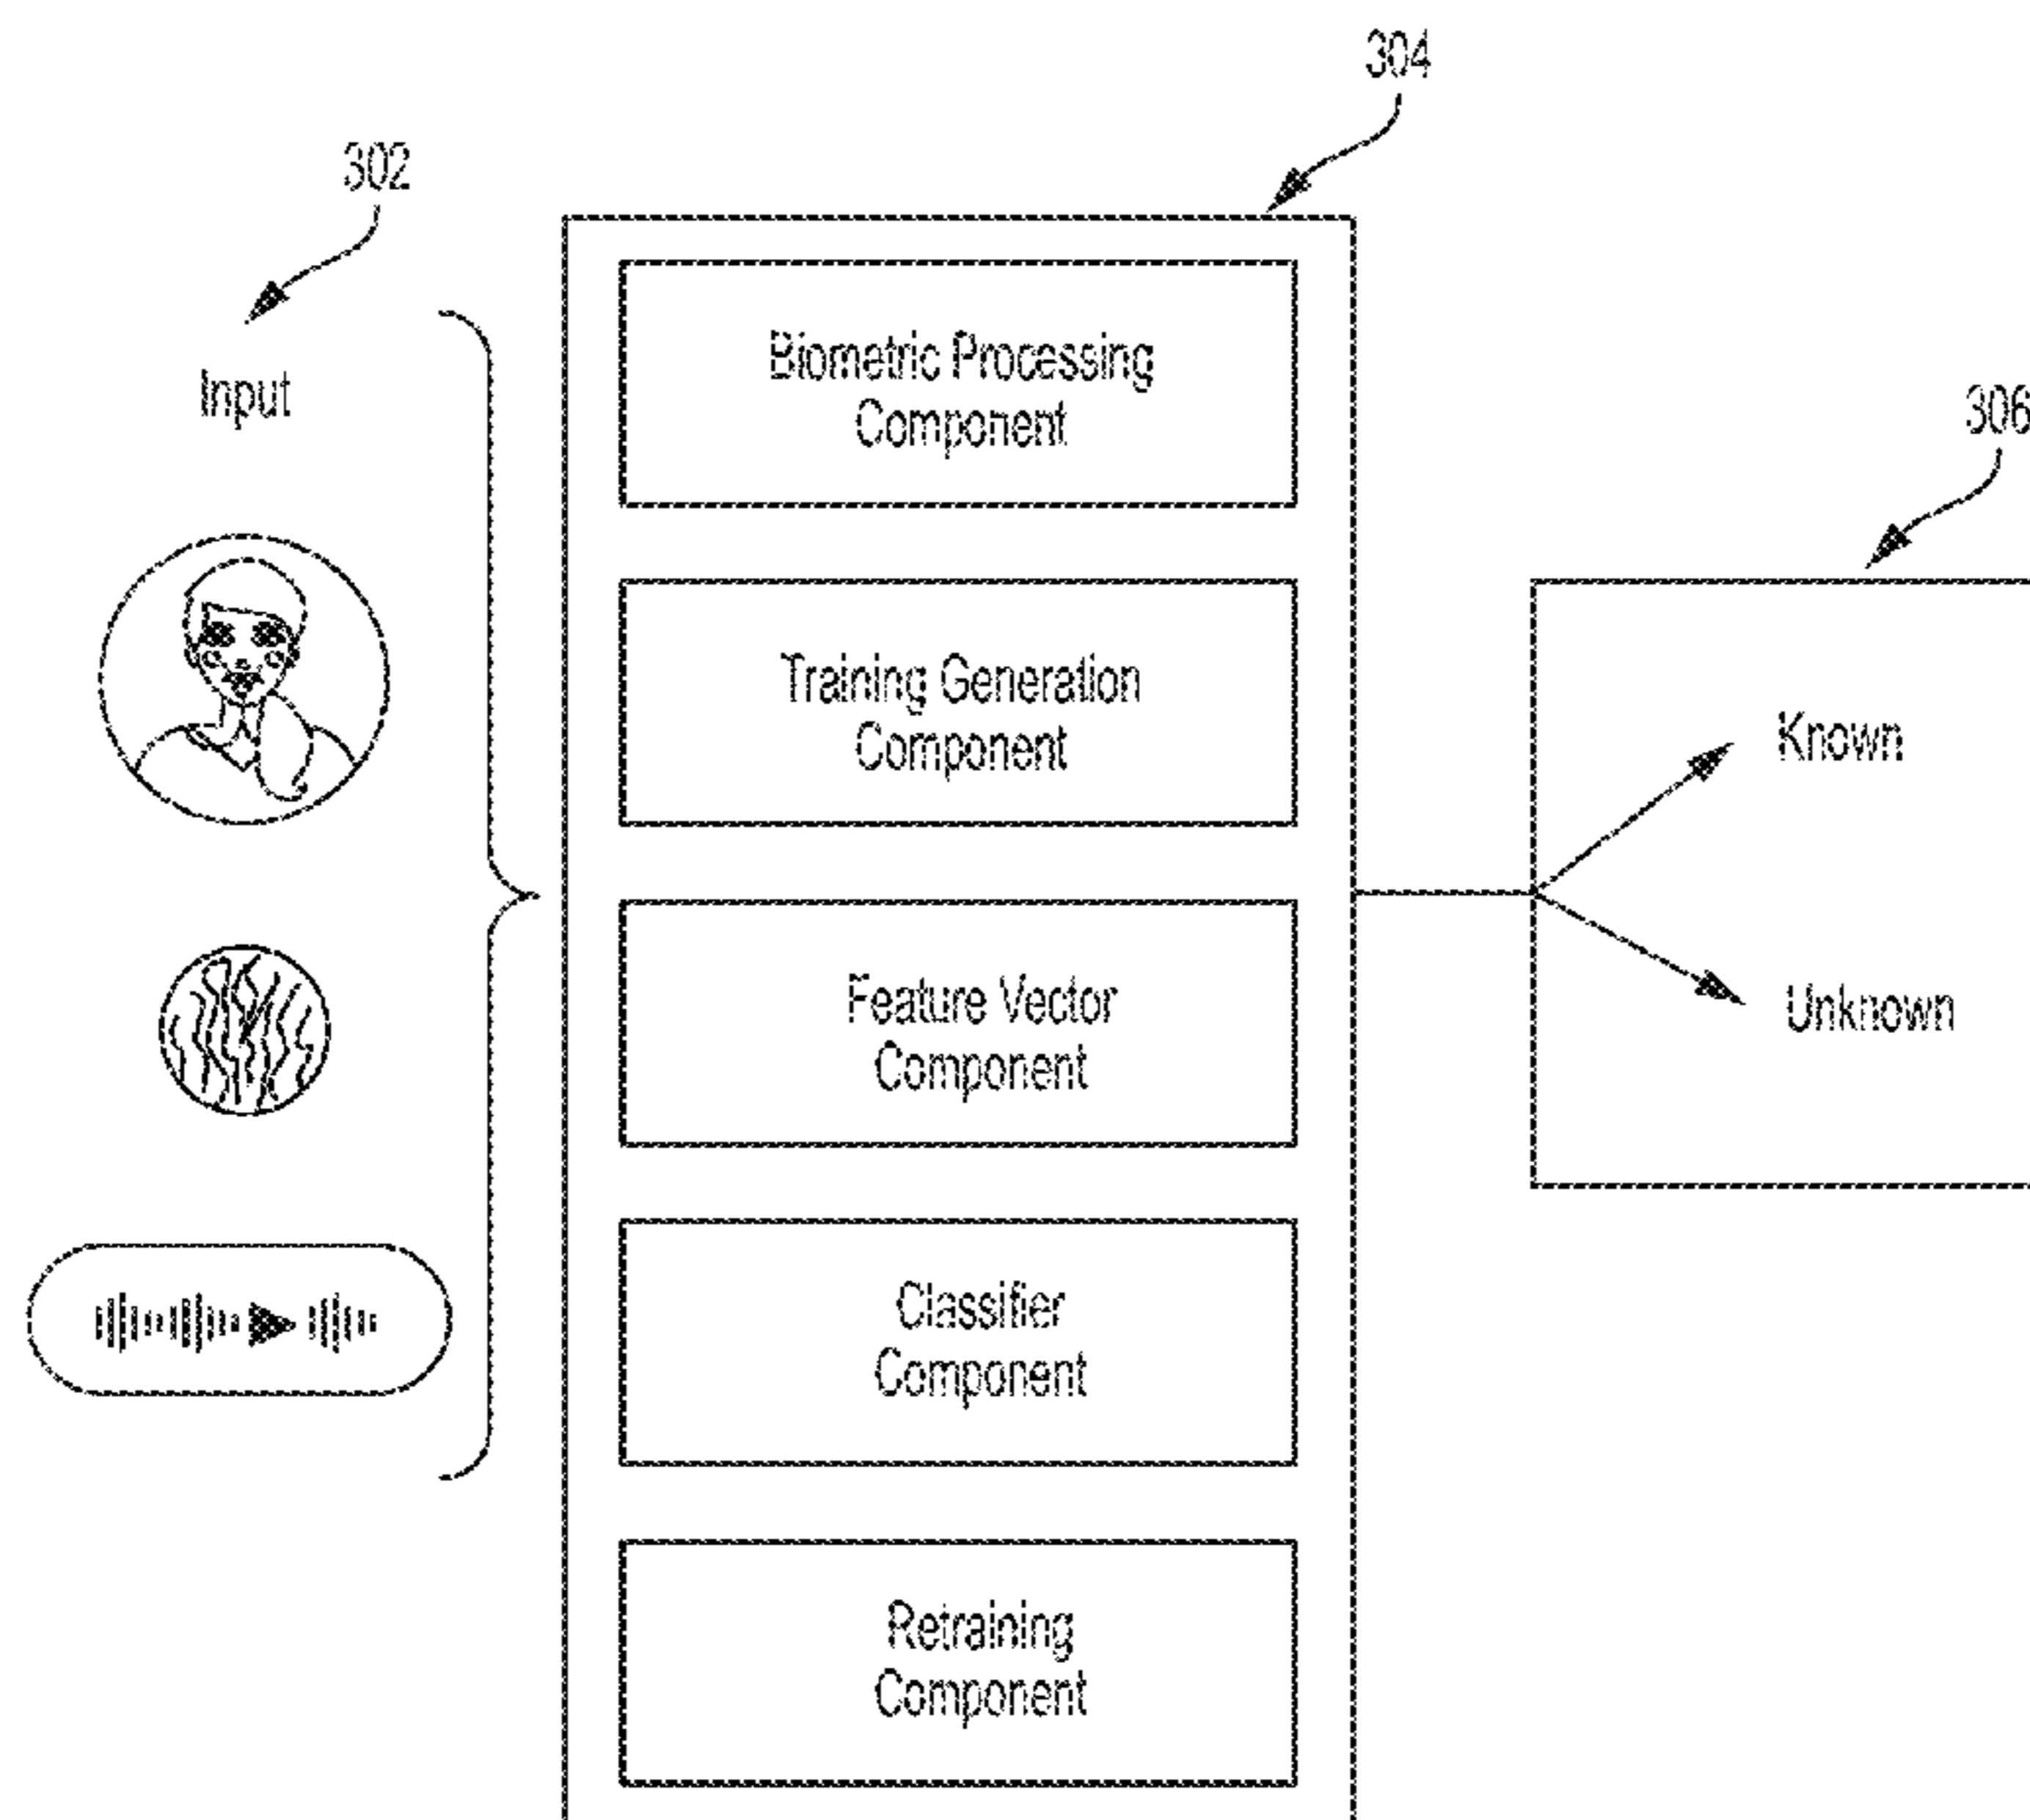 304
302
Input
Biometric Processing
Component
306
Training Generation
Component
Known
Feature Vector
Component
Unknown
Classifier
Component
Retraining
Component